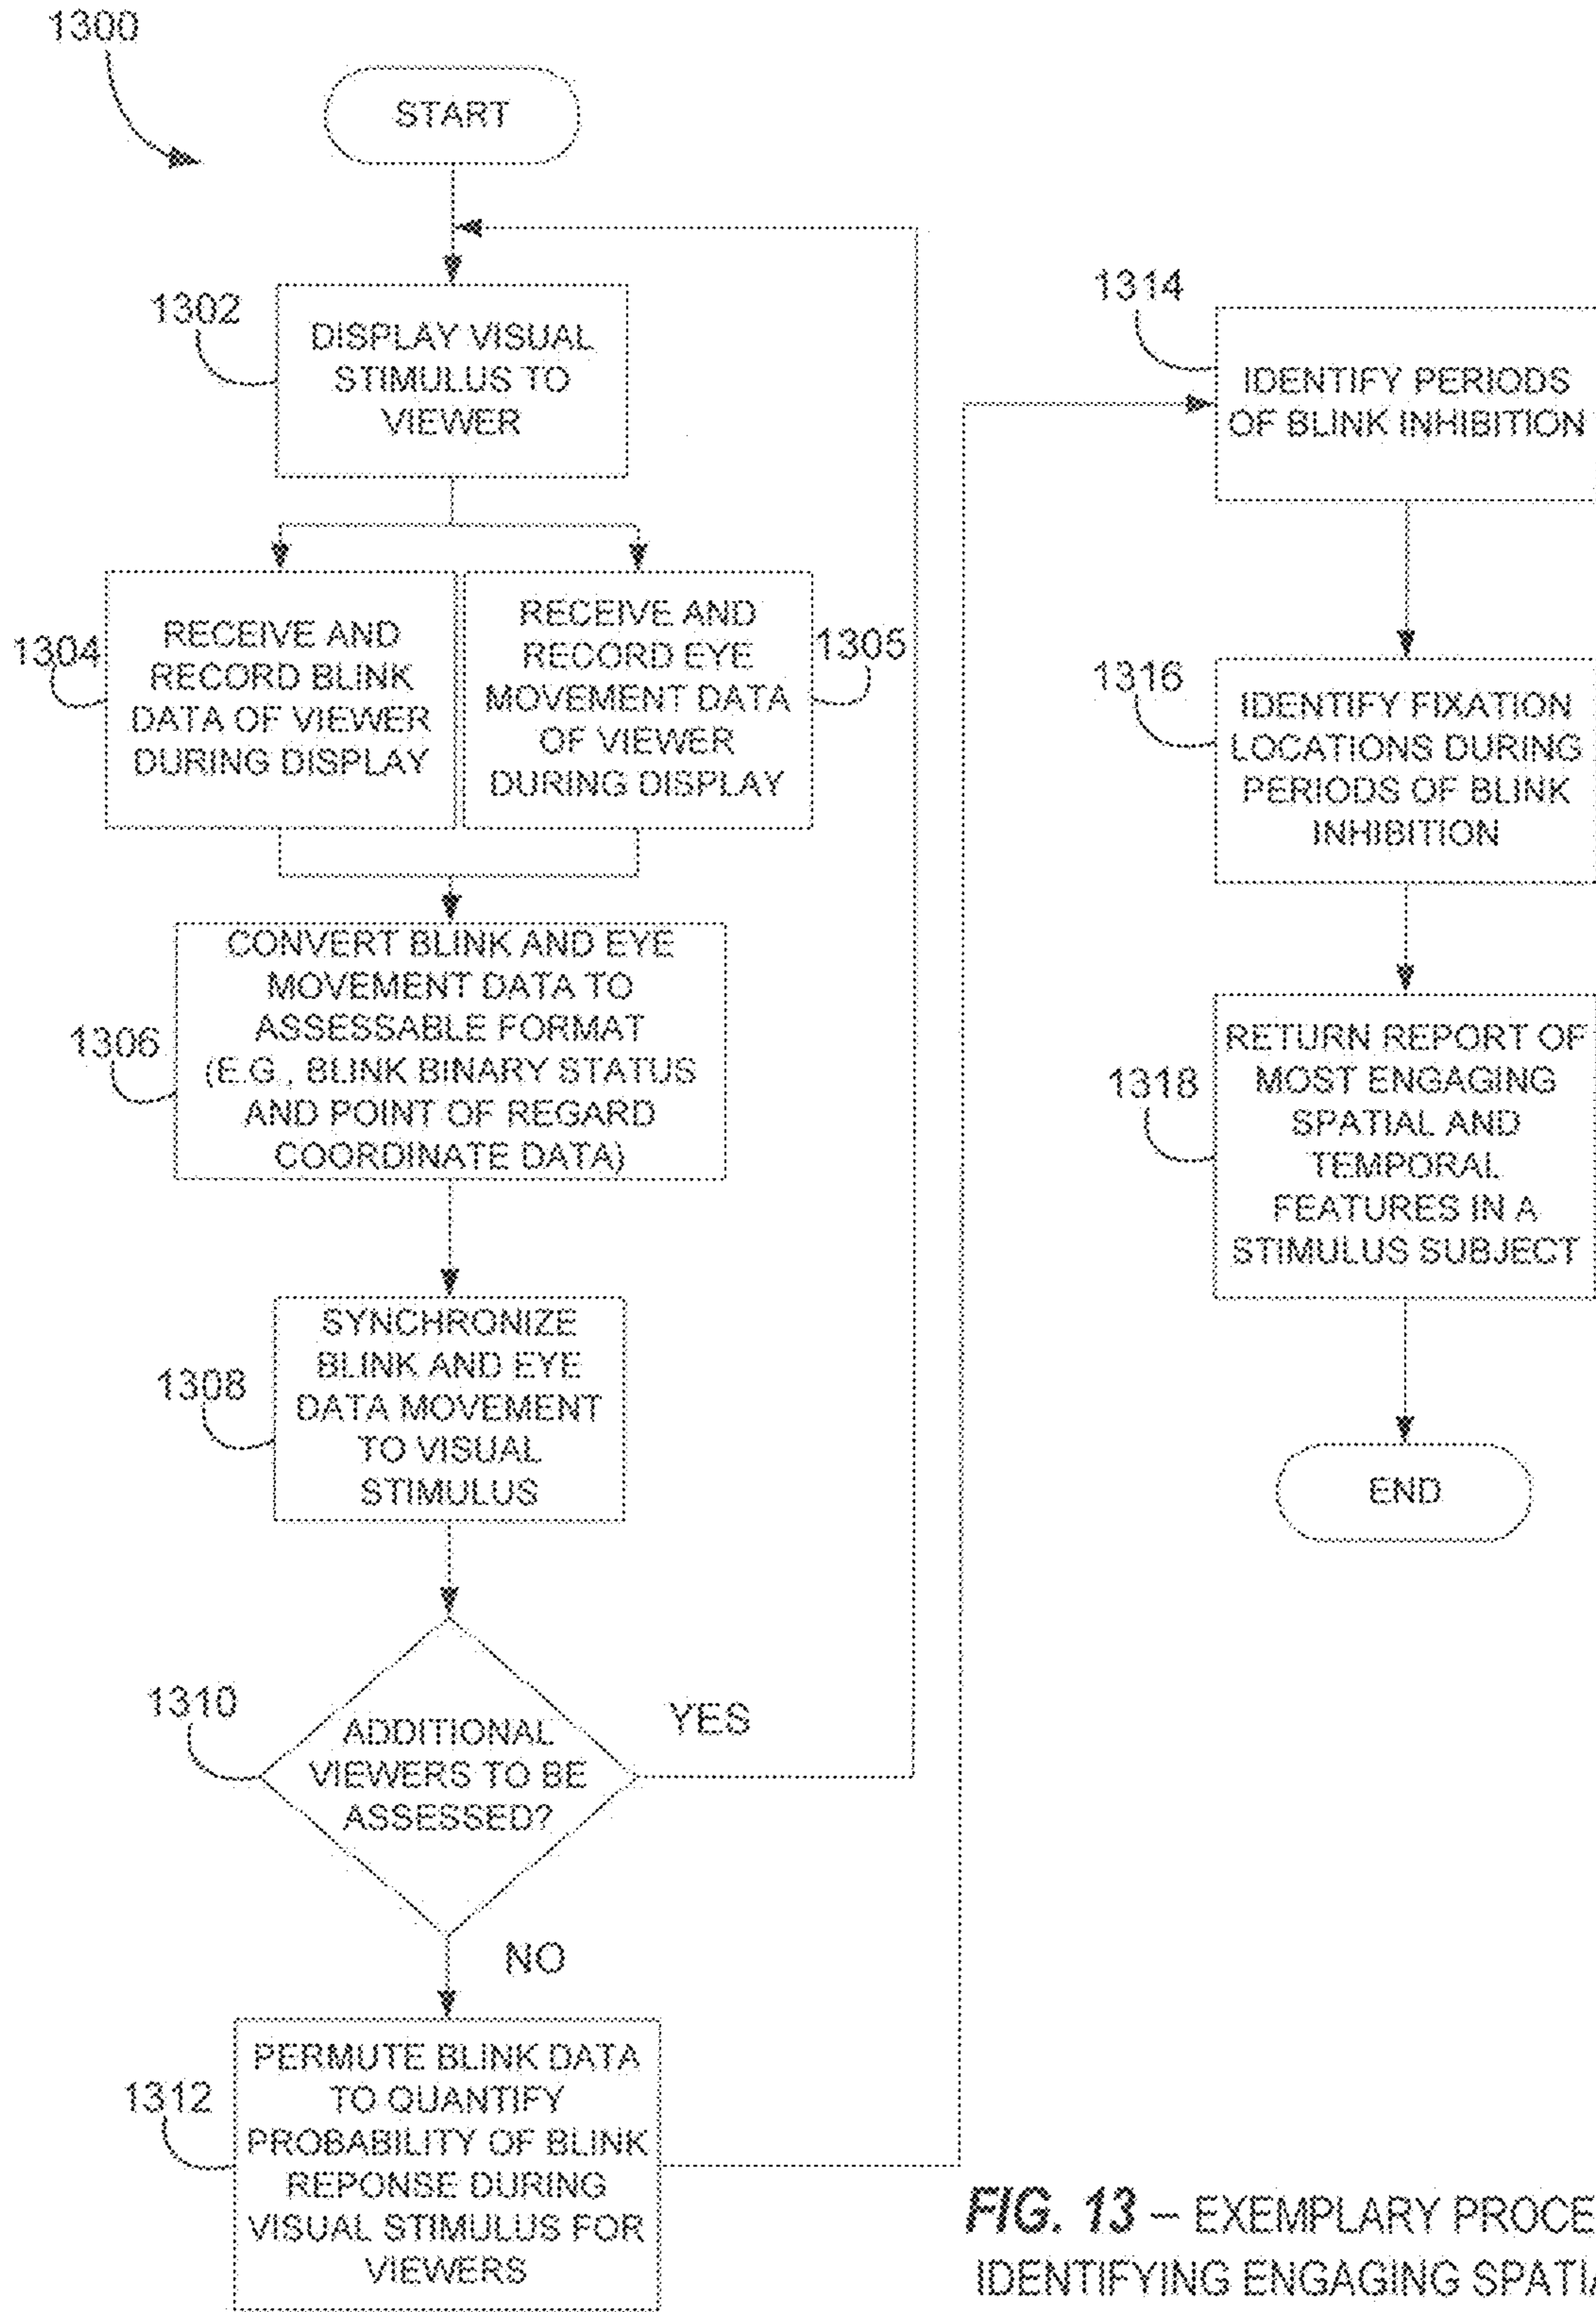 1300
START
1302
DISPLAY VISUAL
STIMULUS TO
VIEWER
1304
RECEIVE AND
RECORD BLINK
DATA OF VIEWER
DURING DISPLAY
RECEIVE AND
RECORD EYE
MOVEMENT DATA
OF VIEWER
DURING DISPLAY
1305
1306
CONVERT BLINK AND EYE
MOVEMENT DATA TO
ASSESSABLE FORMAT
(E.G., BLINK BINARY STATUS
AND POINT OF REGARD
COORDINATE DATA)
1308
SYNCHRONIZE
BLINK AND EYE
DATA MOVEMENT
TO VISUAL
STIMULUS
1310
ADDITIONAL
VIEWERS TO BE
ASSESSED?
YES
NO
1312
PERMUTE BLINK DATA
TO QUANTIFY
PROBABILITY OF BLINK
REPONSE DURING
VISUAL STIMULUS FOR
VIEWERS
1314
IDENTIFY PERIODS
OF BLINK INHIBITION
1316
IDENTIFY FIXATION
LOCATIONS DURING
PERIODS OF BLINK
INHIBITION
1318
RETURN REPORT OF
MOST ENGAGING
SPATIAL AND
TEMPORAL
FEATURES IN A
STIMULUS SUBJECT
END
FIG. 13 – EXEMPLARY PROCE
IDENTIFYING ENGAGING SPATIA